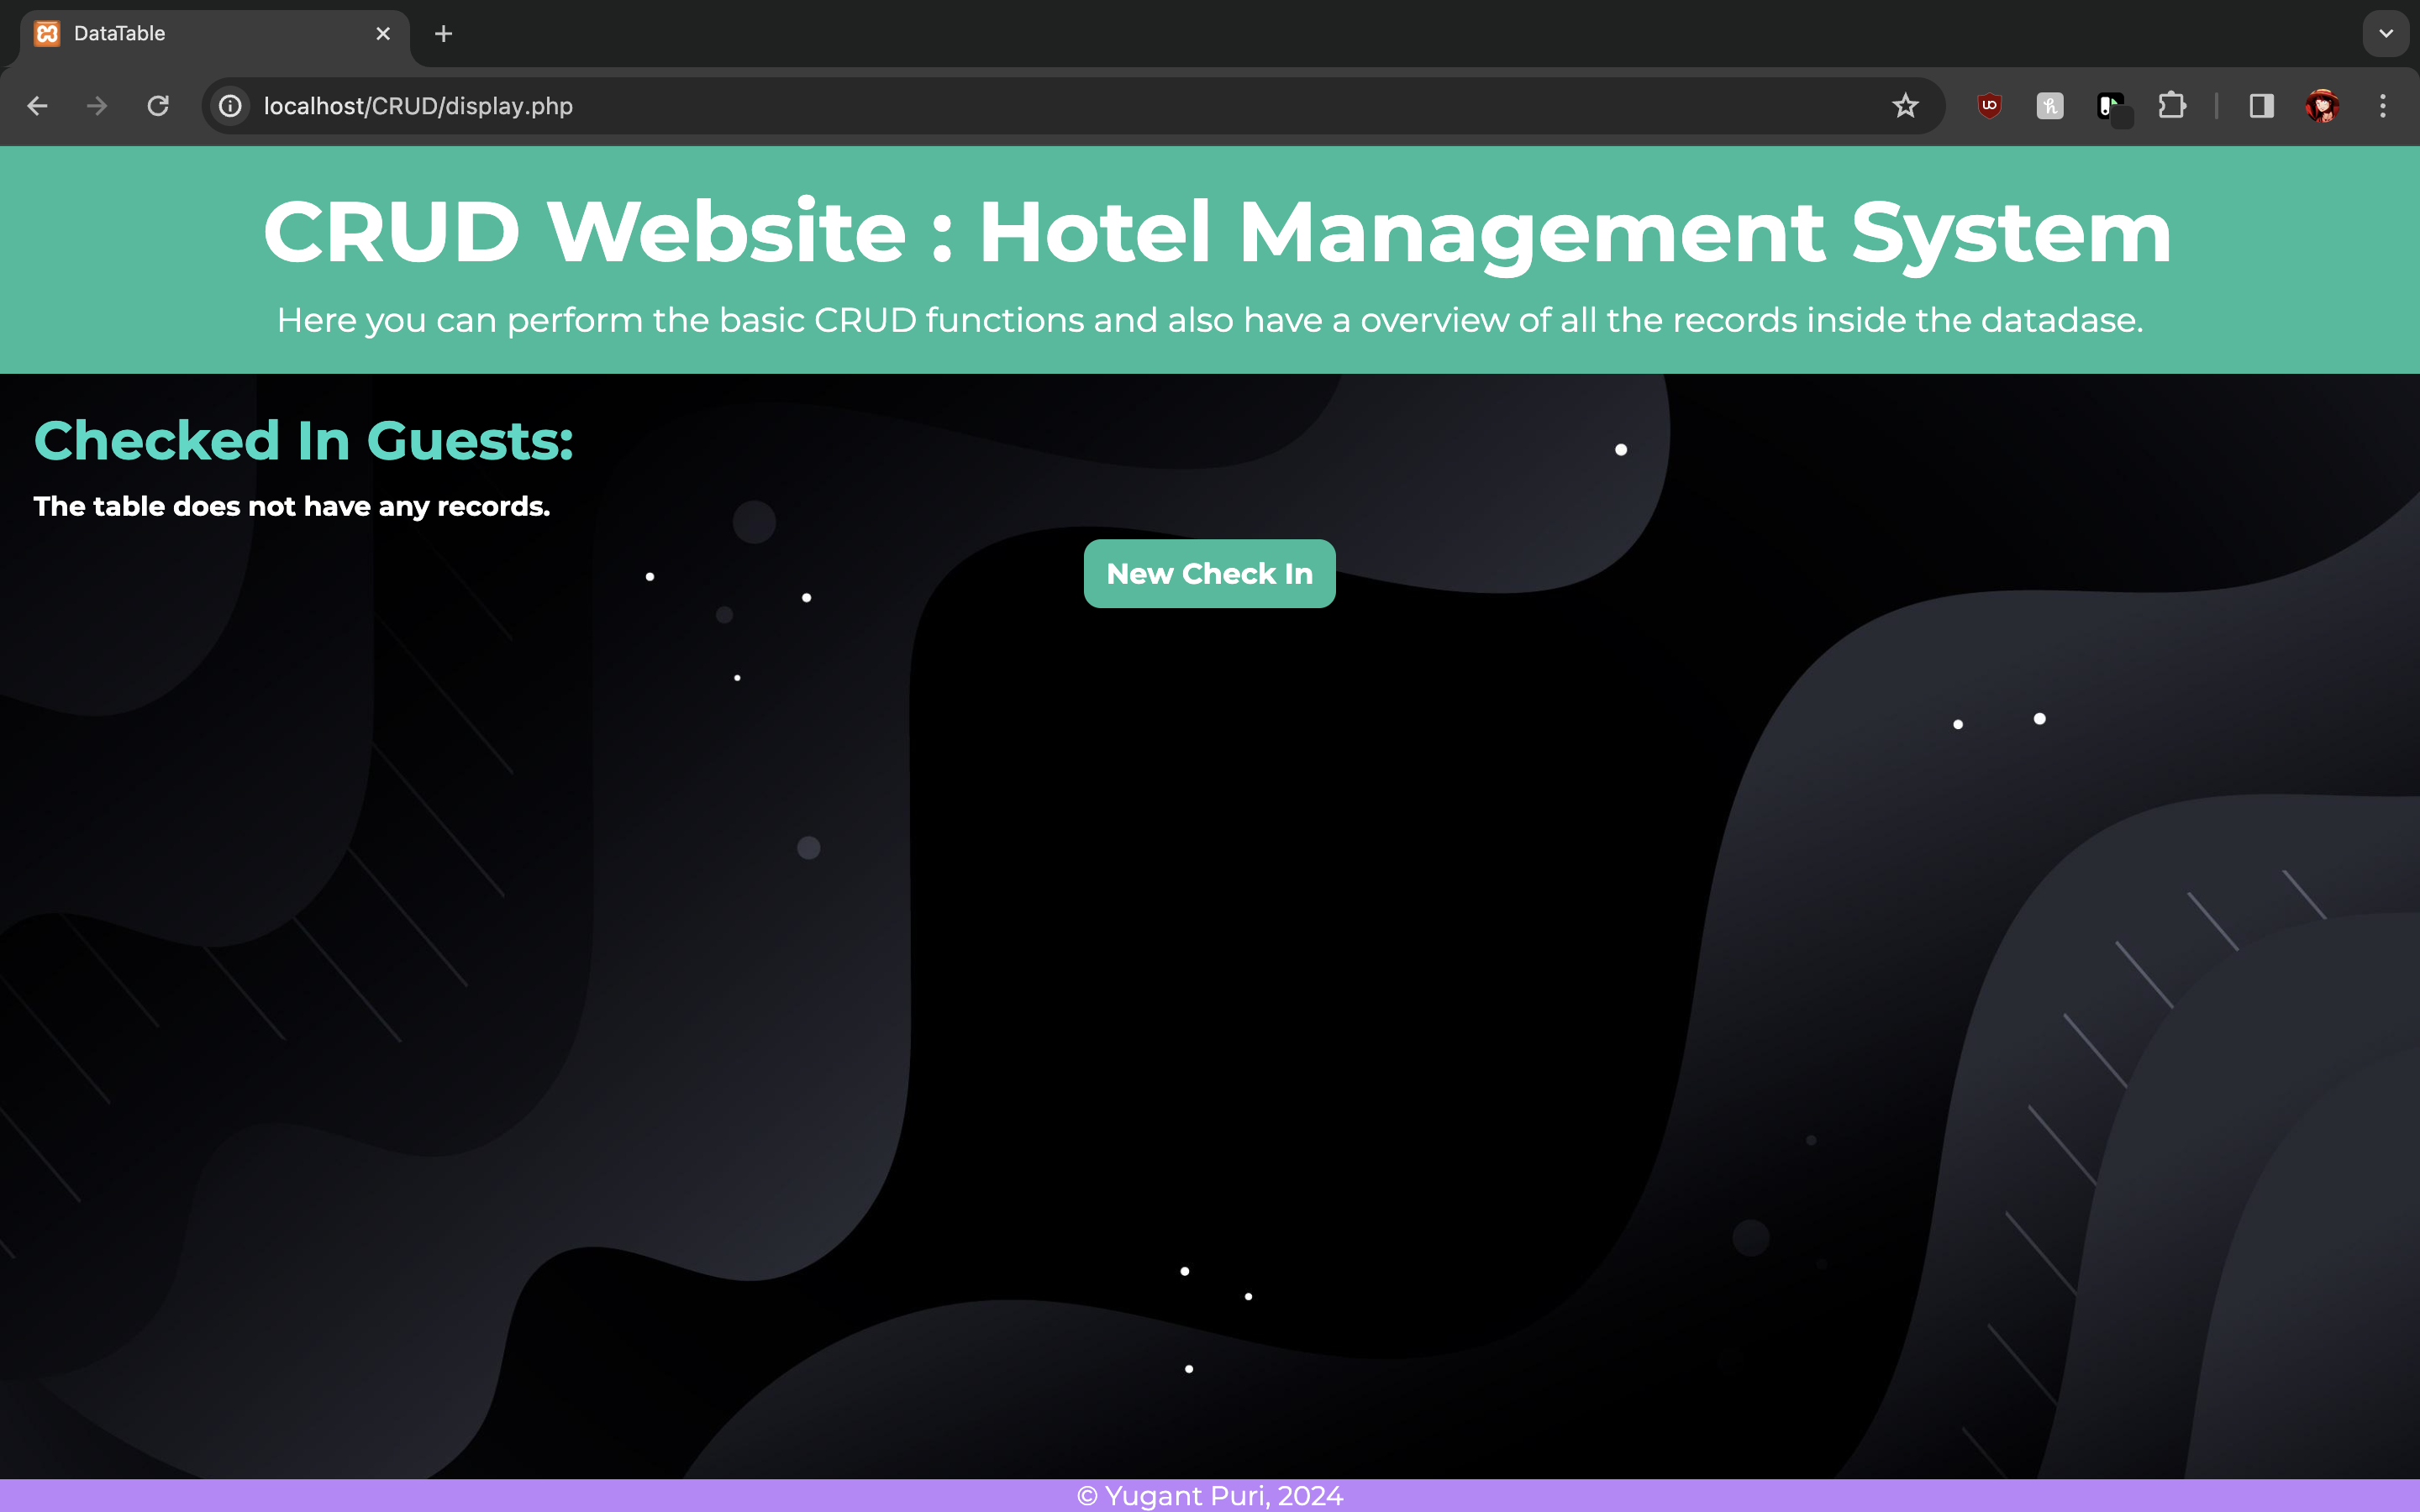 DataTable
localhost/CRUD/display.php
CRUD Website : Hotel Management System
Here you can perform the basic CRUD functions and also have a overview of all the records inside the datadase.
Checked In Guests:
The table does not have any records.
New Check In
© Yugant Puri, 2024